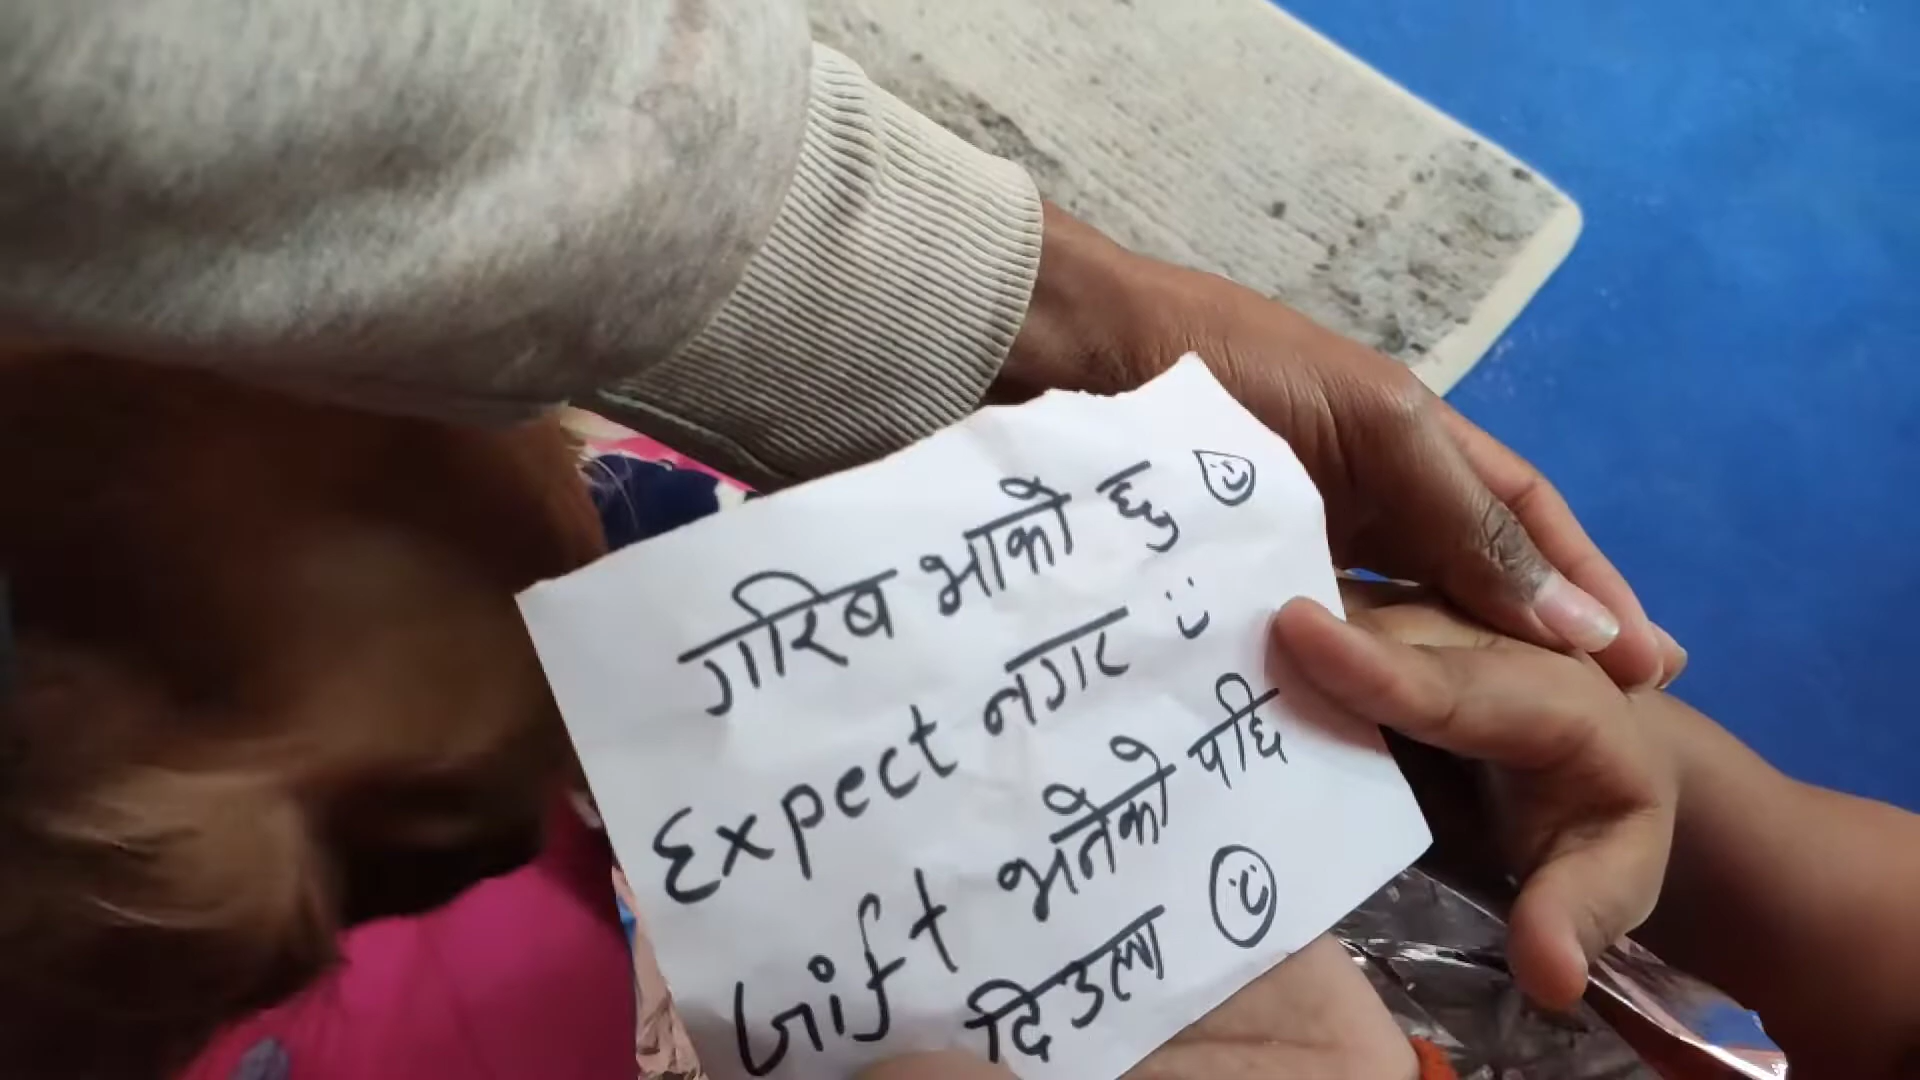 गरिब भाको छु
Expect नगर
Gift भनेको पछि
दिउला